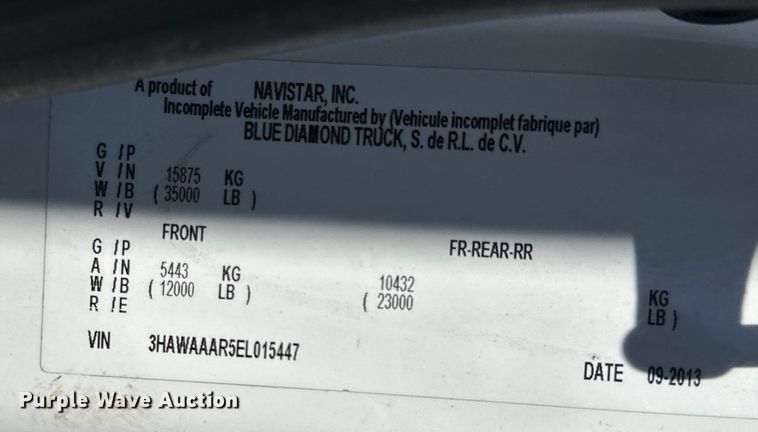 A product of NAVISTAR, INC.
Incomplete Vehicle Manufactured by (Vehicule incomplet fabrique par)
BLUE DIAMOND TRUCK, S. de R.L. de C.V.
G /P
V /N 15875 KG
W /B ( 35000 LB )
R /V
FRONT FR-REAR-RR
G /P
A /N 5443 KG 10432 KG
W /B ( 12000 LB ) ( 23000 LB )
R /E
VIN 3HAWAAAR5EL015447
DATE 09-2013
Purple Wave Auction